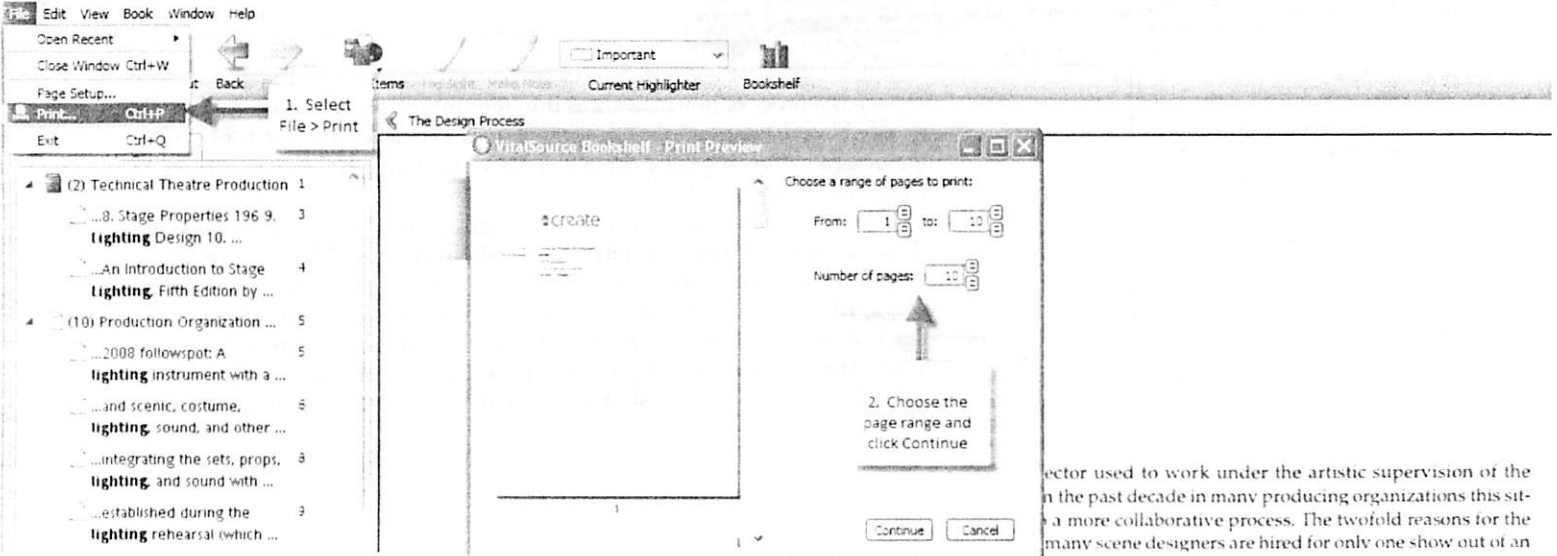 File Edit View Book Window Help
Open Recent
Close Window Ctrl+W
Page Setup...
Print... Ctrl+P
Exit Ctrl+Q
Back
Items
Important
Current Highlighter
Bookshelf
1. Select
File > Print
The Design Process
(2) Technical Theatre Production 1
...8. Stage Properties 196 9. 3
Lighting Design 10. ...
...An Introduction to Stage 4
Lighting, Fifth Edition by ...
(10) Production Organization ... 5
...2008 followspot: A 5
lighting instrument with a ...
...and scenic, costume, 6
lighting, sound, and other ...
...integrating the sets, props,
lighting, and sound with ...
...established during the
lighting rehearsal (which ...
VitalSource Bookshelf - Print Preview
create
1
Choose a range of pages to print:
From: 1 to: 10
Number of pages: 10
2. Choose the
page range and
click Continue
Continue Cancel
ector used to work under the artistic supervision of the
n the past decade in many producing organizations this sit-
a more collaborative process. The twofold reasons for the
many scene designers are hired for only one show out of an